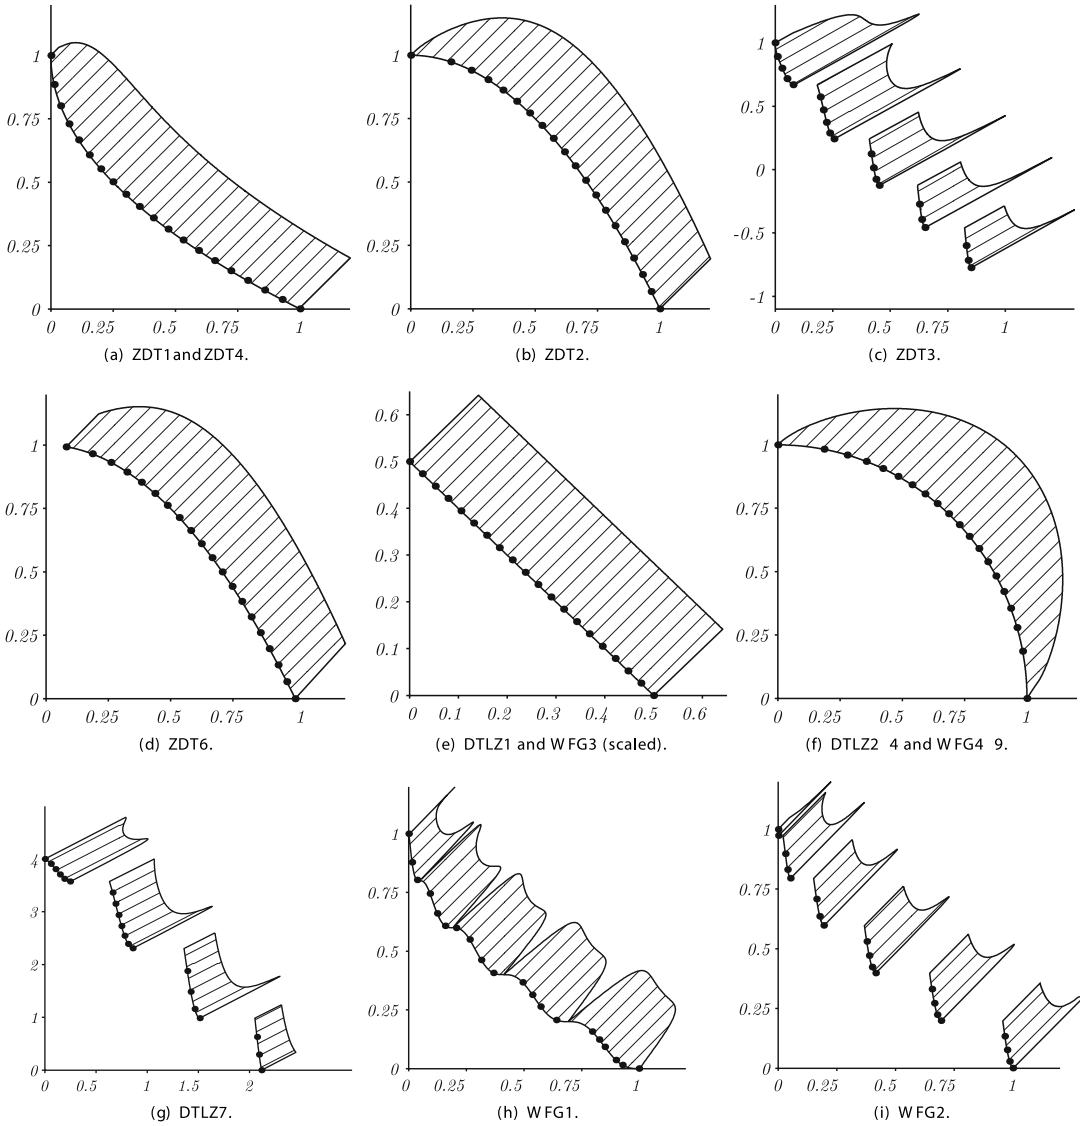 1
0.75
0.5
0.25
0
0 0.25 0.5 0.75 1
(a) ZDT1andZDT4.
1
0.75
0.5
0.25
0
0 0.25 0.5 0.75 1
(b) ZDT2.
1
0.5
0
-0.5
-1
0 0.25 0.5 0.75 1
(c) ZDT3.
1
0.75
0.5
0.25
0
0 0.25 0.5 0.75 1
(d) ZDT6.
0.6
0.5
0.4
0.3
0.2
0.1
0
0 0.1 0.2 0.3 0.4 0.5 0.6
(e) DTLZ1 and WFG3 (scaled).
1
0.75
0.5
0.25
0
0 0.25 0.5 0.75 1
(f) DTLZ2 4 and WFG4 9.
4
3
2
1
0
0 0.5 1 1.5 2
(g) DTLZ7.
1
0.75
0.5
0.25
0
0 0.25 0.5 0.75 1
(h) WFG1.
1
0.75
0.5
0.25
0
0 0.25 0.5 0.75 1
(i) WFG2.